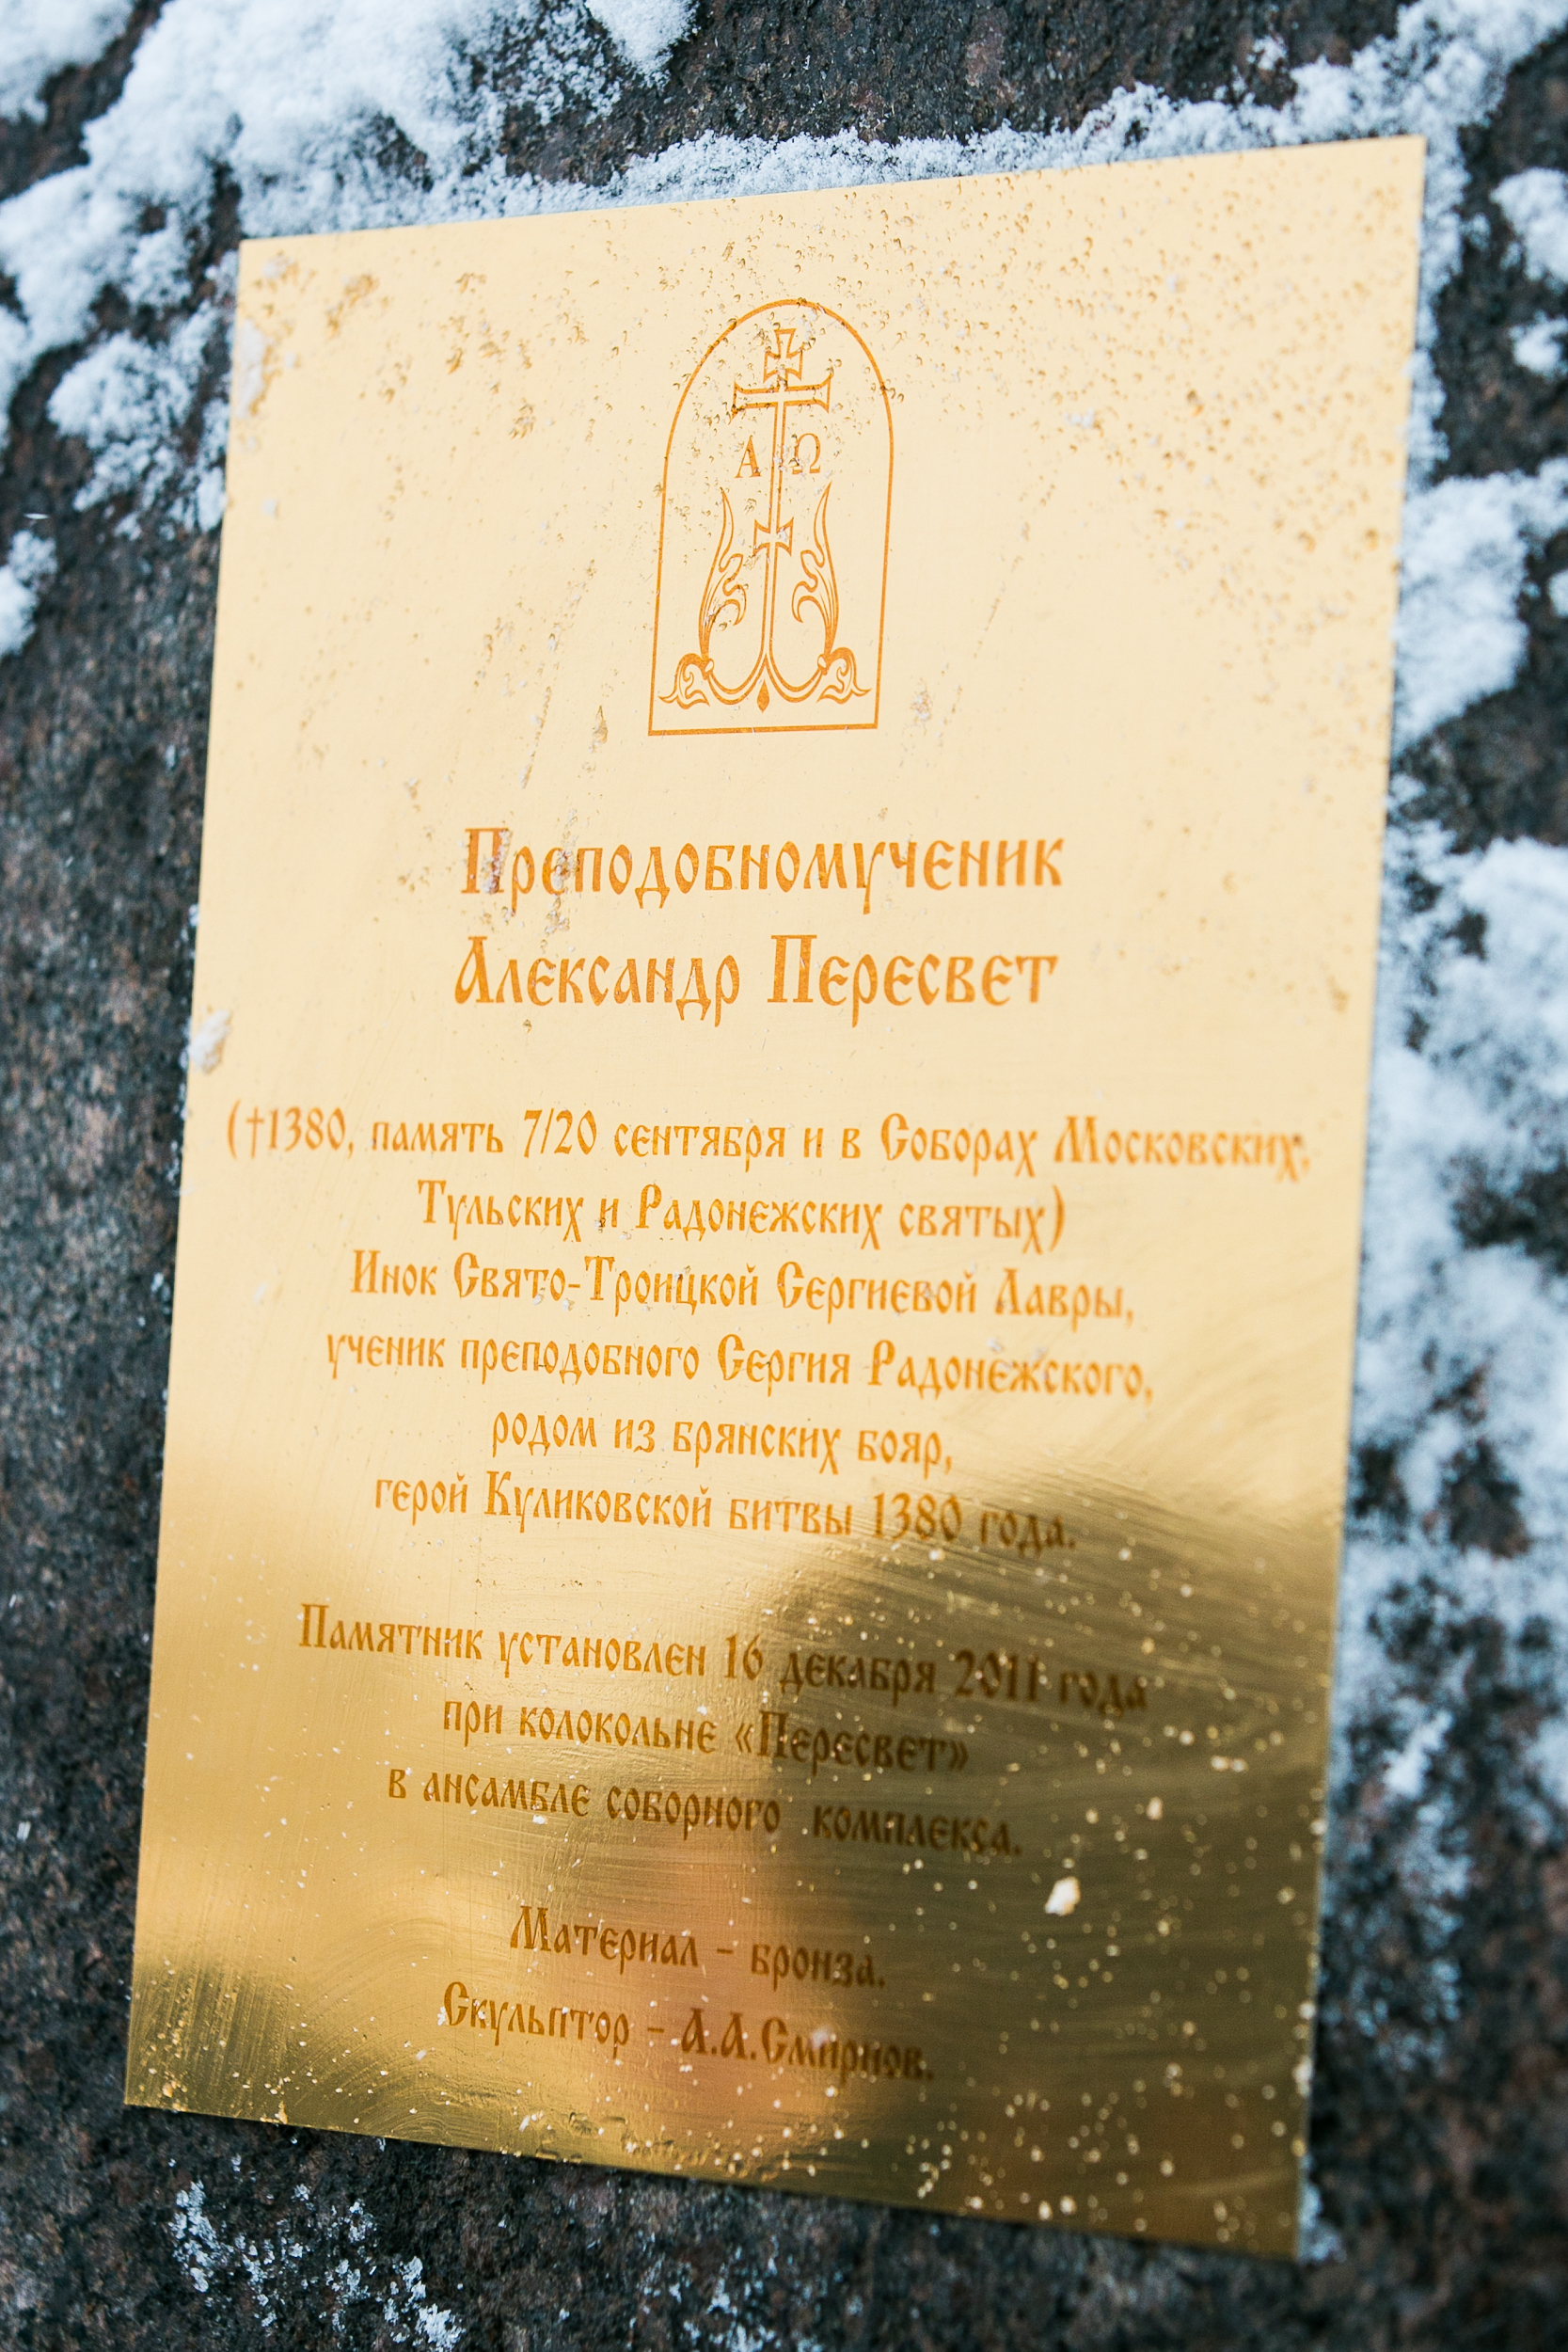 Α Ω
Преподобномученик
Александр Пересвет
(†1380, память 7/20 сентября и в Соборах Московских,
Тульских и Радонежских святых)
Инок Свято-Троицкой Сергиевой Лавры,
ученик преподобного Сергия Радонежского,
родом из брянских бояр,
герой Куликовской битвы 1380 года.
Памятник установлен 16 декабря 2011 года
при колокольне «Пересвет»
в ансамбле соборного комплекса.
Материал – бронза.
Скульптор – А.А.Смирнов.